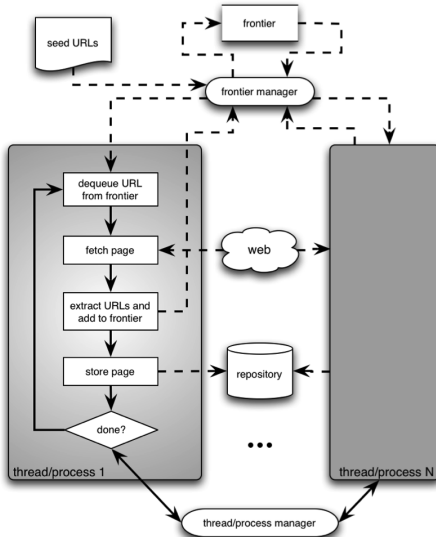 seed URLs
frontier
frontier manager
dequeue URL
from frontier
fetch page
web
extract URLs and
add to frontier
store page
repository
done?
...
thread/process 1
thread/process N
thread/process manager